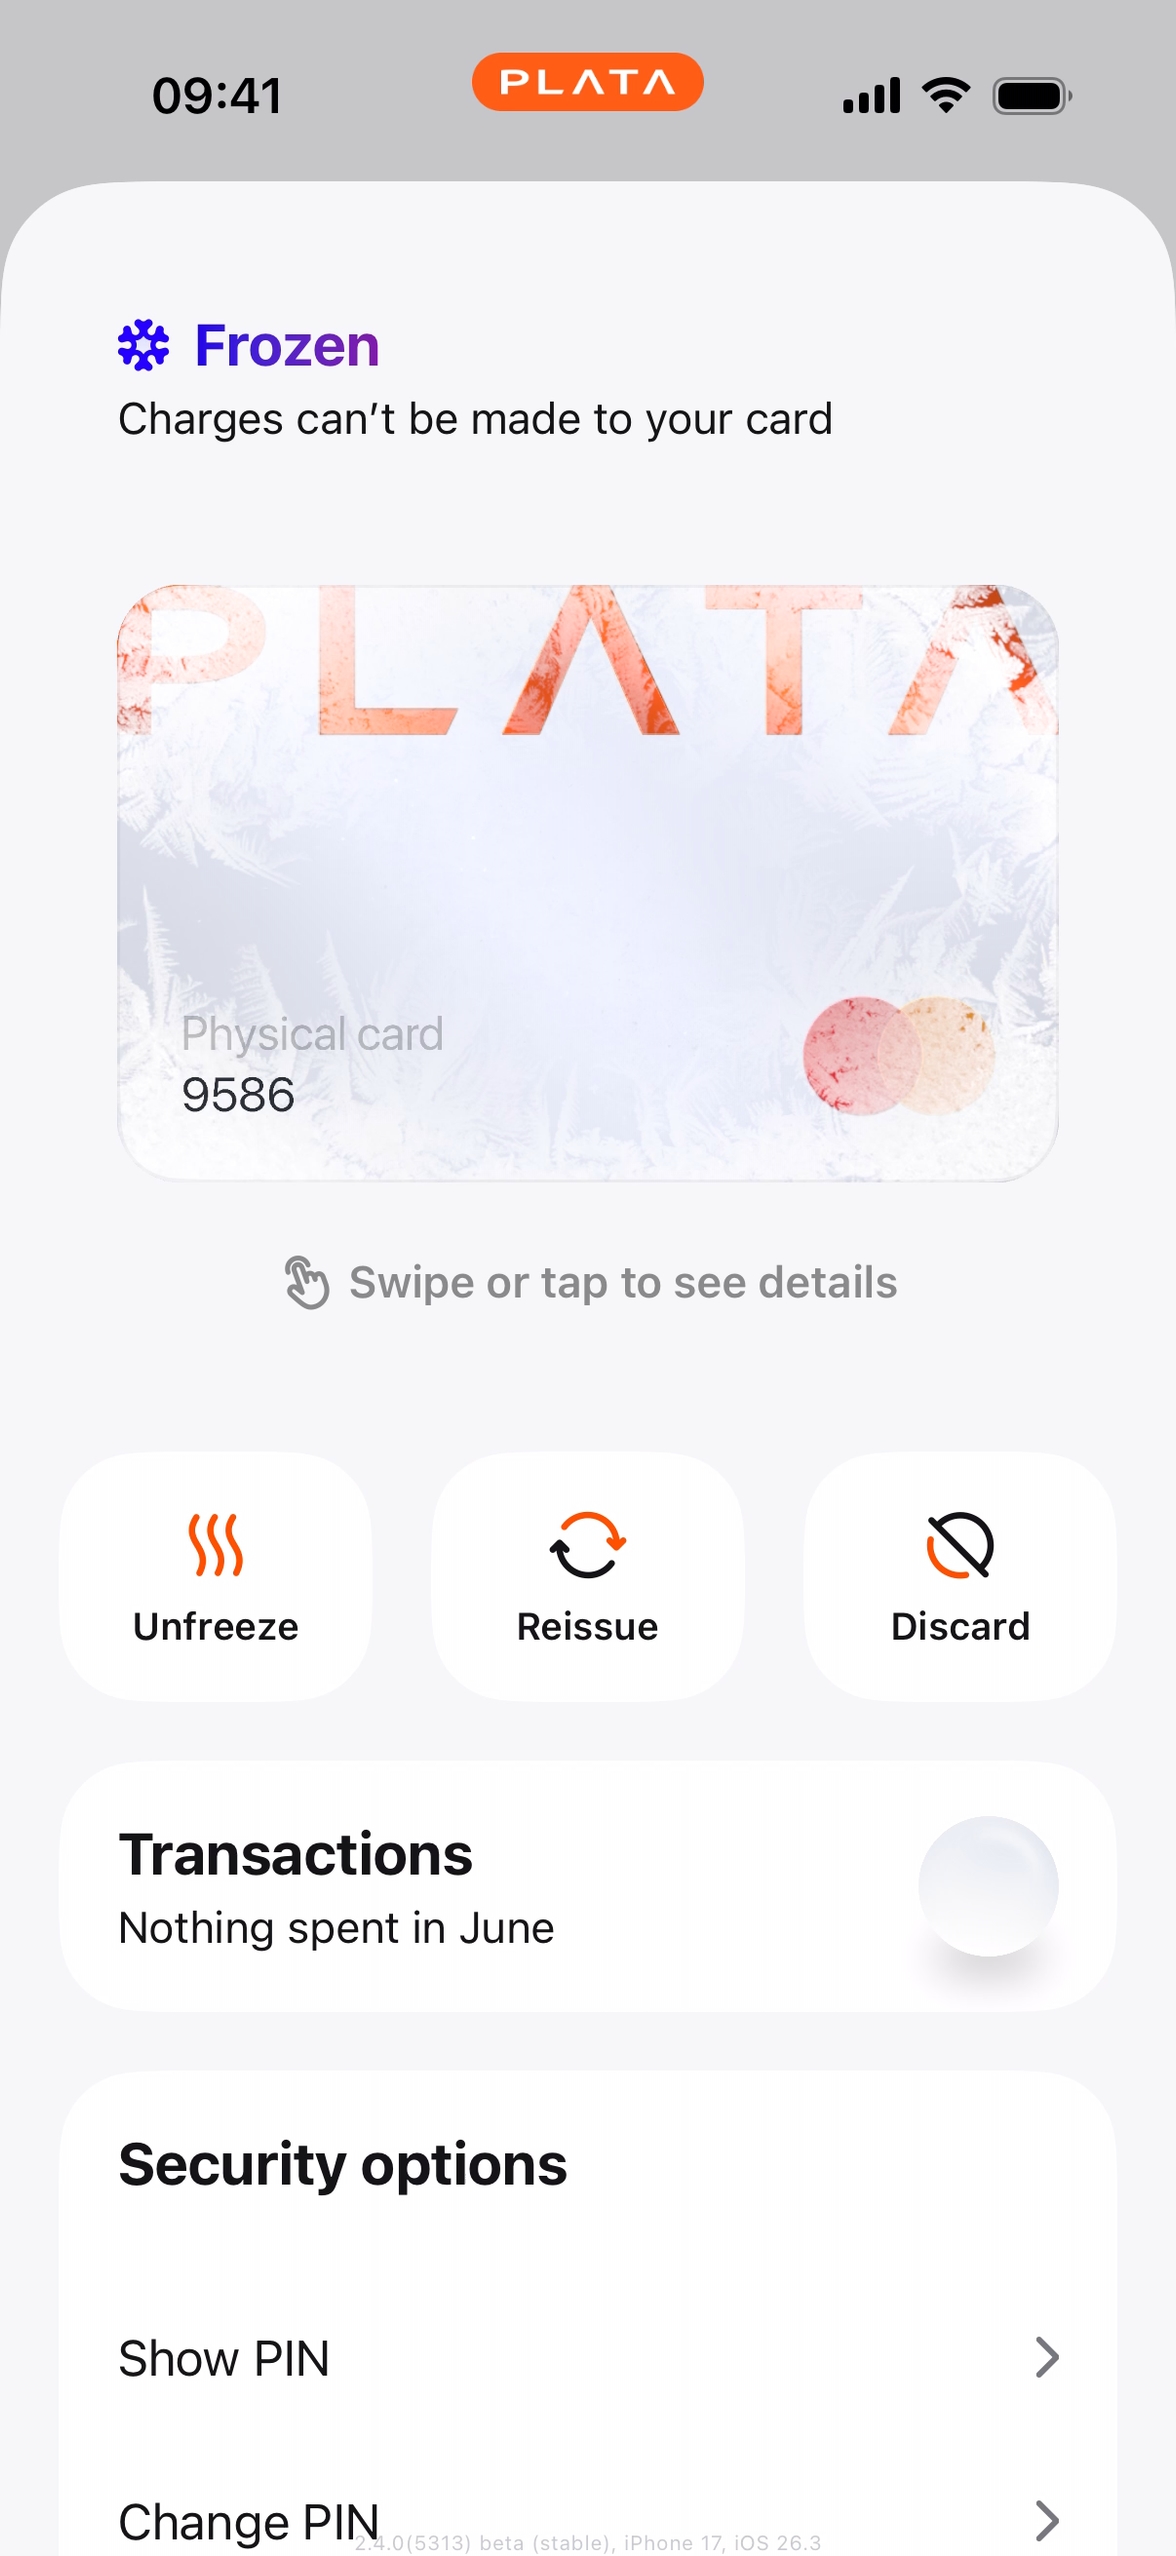 09:41
PLATA
Frozen
Charges can’t be made to your card
PLATA
Physical card
9586
Swipe or tap to see details
Unfreeze
Reissue
Discard
Transactions
Nothing spent in June
Security options
Show PIN
Change PIN
2.4.0(5313) beta (stable), iPhone 17, iOS 26.3